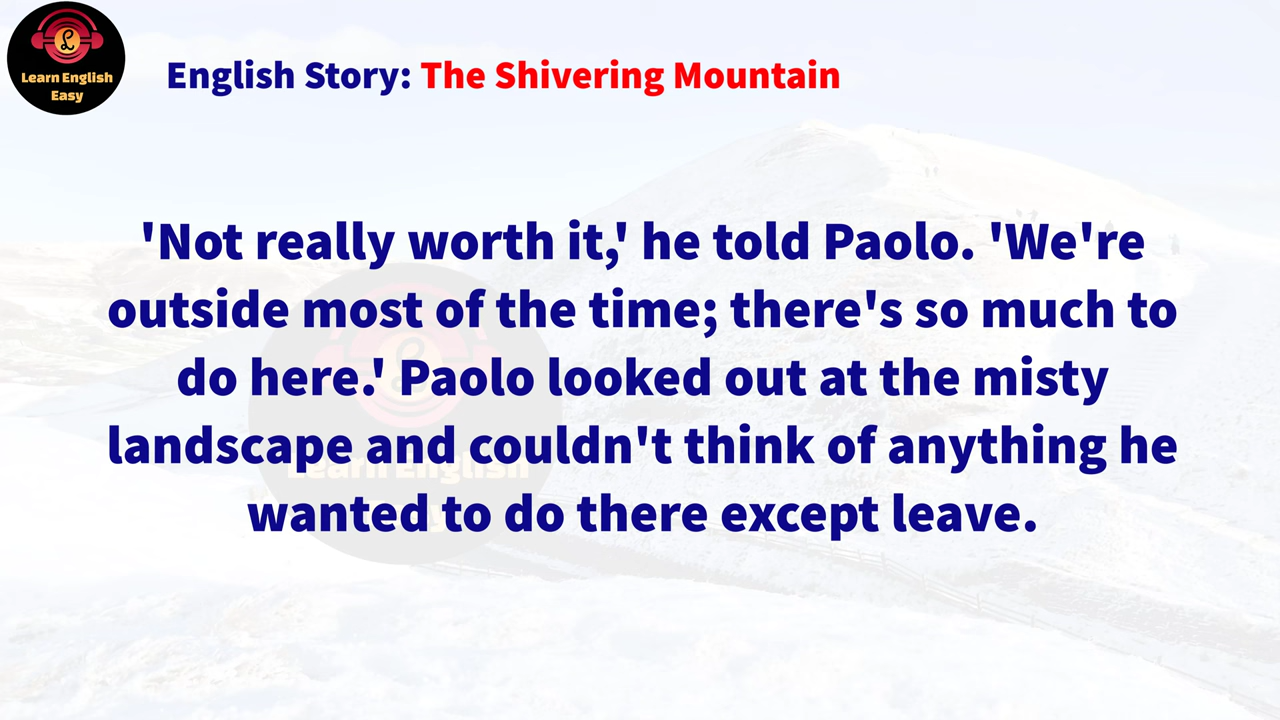 Learn English
Easy
English Story: The Shivering Mountain
'Not really worth it,' he told Paolo. 'We're
outside most of the time; there's so much to
do here.' Paolo looked out at the misty
landscape and couldn't think of anything he
wanted to do there except leave.
Learn English